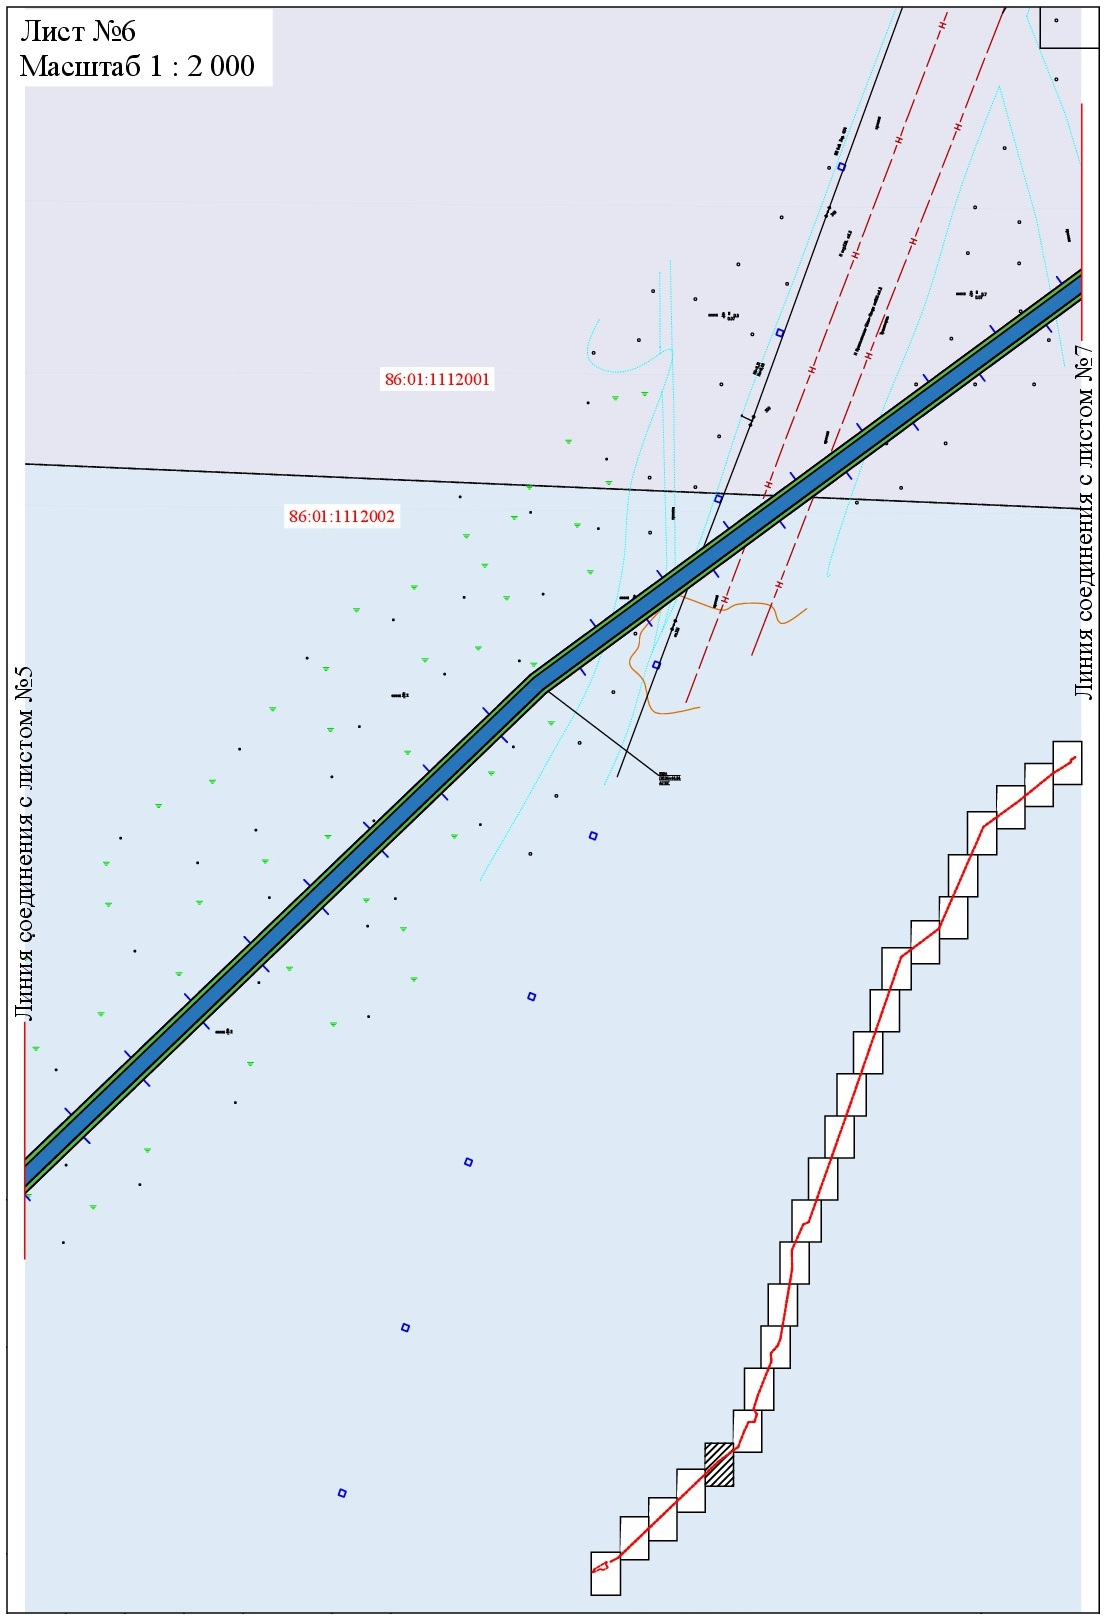 Лист №6
Масштаб 1 : 2 000
86:01:1112001
86:01:1112002
Линия соединения с листом №7
Линия соединения с листом №5
Н
Н
Н
Н
Н
Н
Н
Н
Н
Н